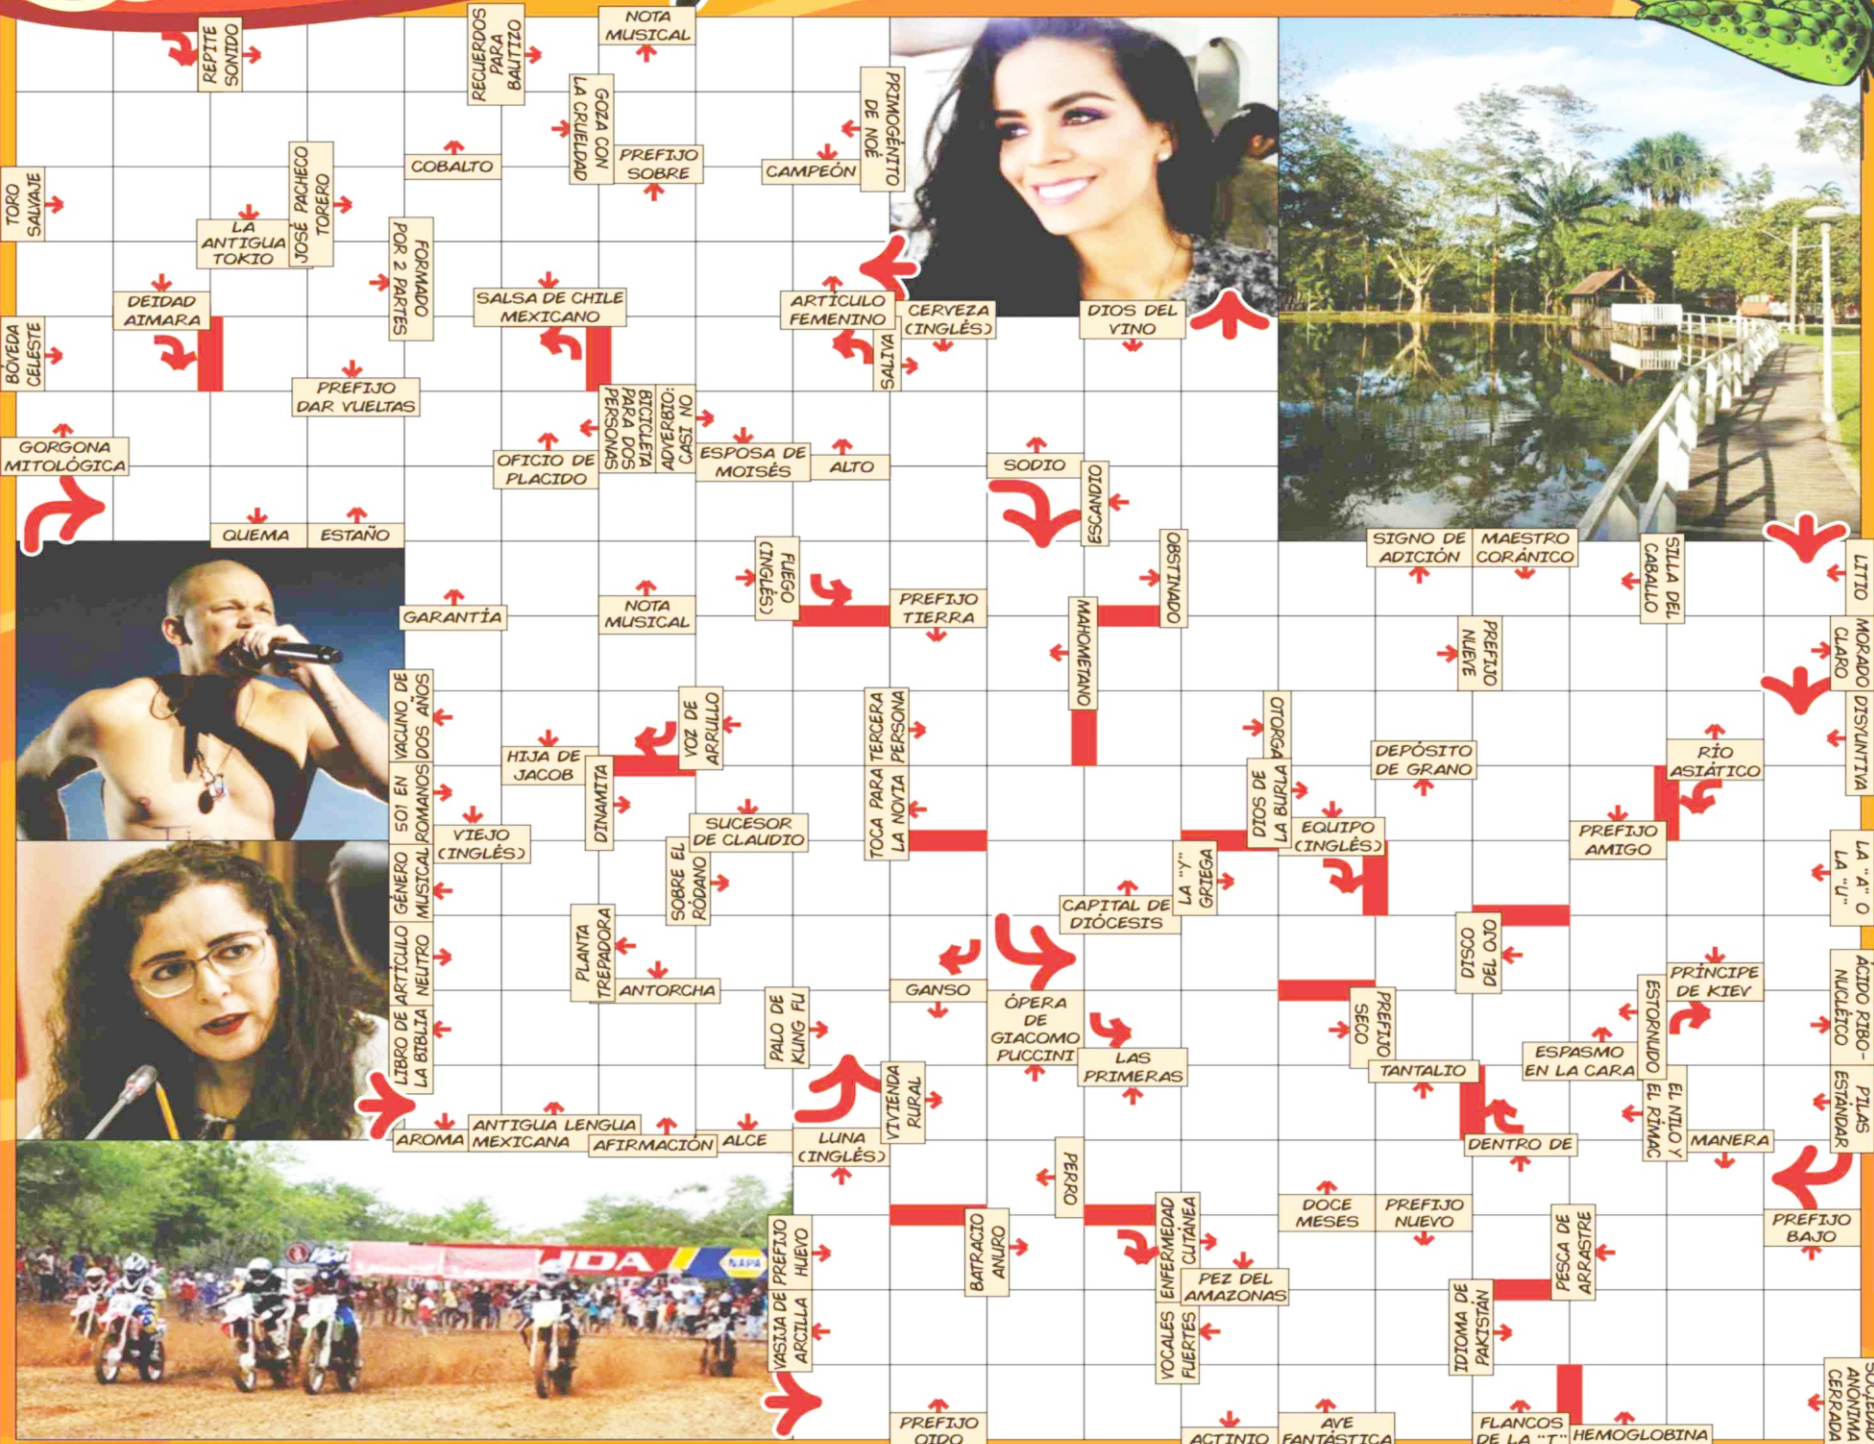 REPITE
SONIDO
RECUERDOS
PARA
BAUTIZO
NOTA
MUSICAL
GOZA CON
LA CRUELDAD
PRIMOGÉNITO
DE NOÉ
COBALTO
PREFIJO
SOBRE
CAMPEÓN
TORO
SALVAJE
LA
ANTIGUA
TOKIO
JOSÉ PACHECO
TORERO
FORMADO
POR 2 PARTES
DEIDAD
AIMARA
SALSA DE CHILE
MEXICANO
ARTÍCULO
FEMENINO
CERVEZA
(INGLÉS)
DIOS DEL
VINO
BÓVEDA
CELESTE
SALIVA
PREFIJO
DAR VUELTAS
BICICLETA
PARA DOS
PERSONAS
ADVERBIO:
CASI NO
GORGONA
MITOLÓGICA
OFICIO DE
PLACIDO
ESPOSA DE
MOISÉS
ALTO
SODIO
ESCANDIO
QUEMA
ESTAÑO
FUEGO
(INGLÉS)
OBSTINADO
SIGNO DE
ADICIÓN
MAESTRO
CORÁNICO
SILLA DEL
CABALLO
LITIO
GARANTÍA
NOTA
MUSICAL
PREFIJO
TIERRA
MAHOMETANO
PREFIJO
NUEVE
MORADO
CLARO
VACUNO DE
DOS AÑOS
VOZ DE
ARRULLO
TERCERA
PERSONA
OTORGA
DISYUNTIVA
HIJA DE
JACOB
DEPÓSITO
DE GRANO
RÍO
ASIÁTICO
501 EN
ROMANOS
DINAMITA
TOCA PARA
LA NOVIA
DIOS DE
LA BURLA
VIEJO
(INGLÉS)
SUCESOR
DE CLAUDIO
EQUIPO
(INGLÉS)
PREFIJO
AMIGO
GÉNERO
MUSICAL
SOBRE EL
RÓDANO
LA "Y"
GRIEGA
LA "A" O
LA "U"
CAPITAL DE
DIÓCESIS
ARTÍCULO
NEUTRO
PLANTA
TREPADORA
DISCO
DEL OJO
ANTORCHA
GANSO
PRÍNCIPE
DE KIEV
LIBRO DE
LA BIBLIA
PALO DE
KUNG FU
ÓPERA
DE
GIACOMO
PUCCINI
PREFIJO
SECO
ESTORNUDO
ÁCIDO RIBO-
NUCLÉICO
LAS
PRIMERAS
TANTALIO
ESPASMO
EN LA CARA
VIVIENDA
RURAL
EL NILO Y
EL RÍMAC
PILAS
ESTÁNDAR
AROMA
ANTIGUA LENGUA
MEXICANA
AFIRMACIÓN
ALCE
LUNA
(INGLÉS)
DENTRO DE
MANERA
PERRO
DOCE
MESES
PREFIJO
NUEVO
PREFIJO
BAJO
PREFIJO
HUEVO
BATRACIO
ANURO
ENFERMEDAD
CUTÁNEA
PESCA DE
ARRASTRE
PEZ DEL
AMAZONAS
NAPA
VASIJA DE
ARCILLA
VOCALES
FUERTES
IDIOMA DE
PAKISTÁN
PREFIJO
OIDO
ACTINIO
AVE
FANTÁSTICA
FLANCOS
DE LA "T"
HEMOGLOBINA
SOCIEDAD
ANÓNIMA
CERRADA